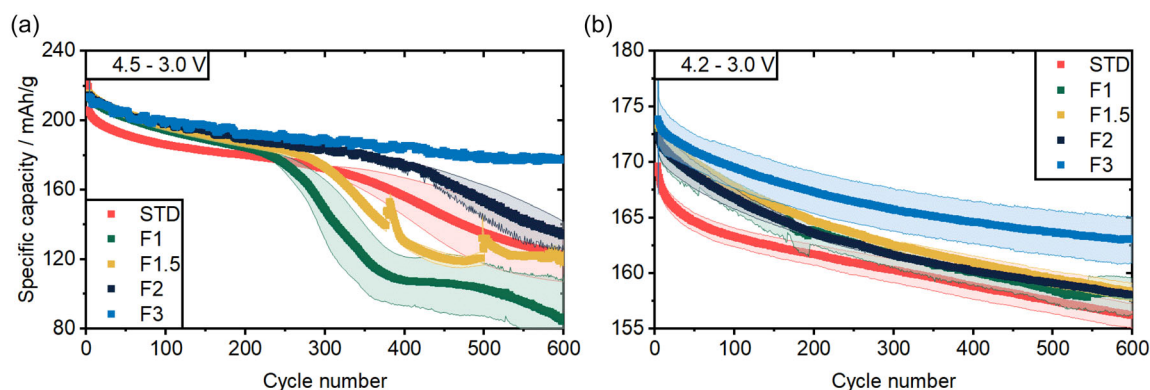 (a)
4.5 - 3.0 V
Specific capacity / mAh/g
240
200
160
120
80
STD
F1
F1.5
F2
F3
0 100 200 300 400 500 600
Cycle number
(b)
4.2 - 3.0 V
180
175
170
165
160
155
STD
F1
F1.5
F2
F3
0 100 200 300 400 500 600
Cycle number